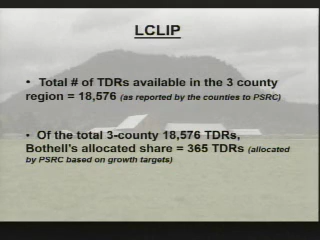 LCLIP
• Total # of TDRs available in the 3 county
region = 18,576 (as reported by the counties to PSRC)
• Of the total 3-county 18,576 TDRs,
Bothell's allocated share = 365 TDRs (allocated
by PSRC based on growth targets)